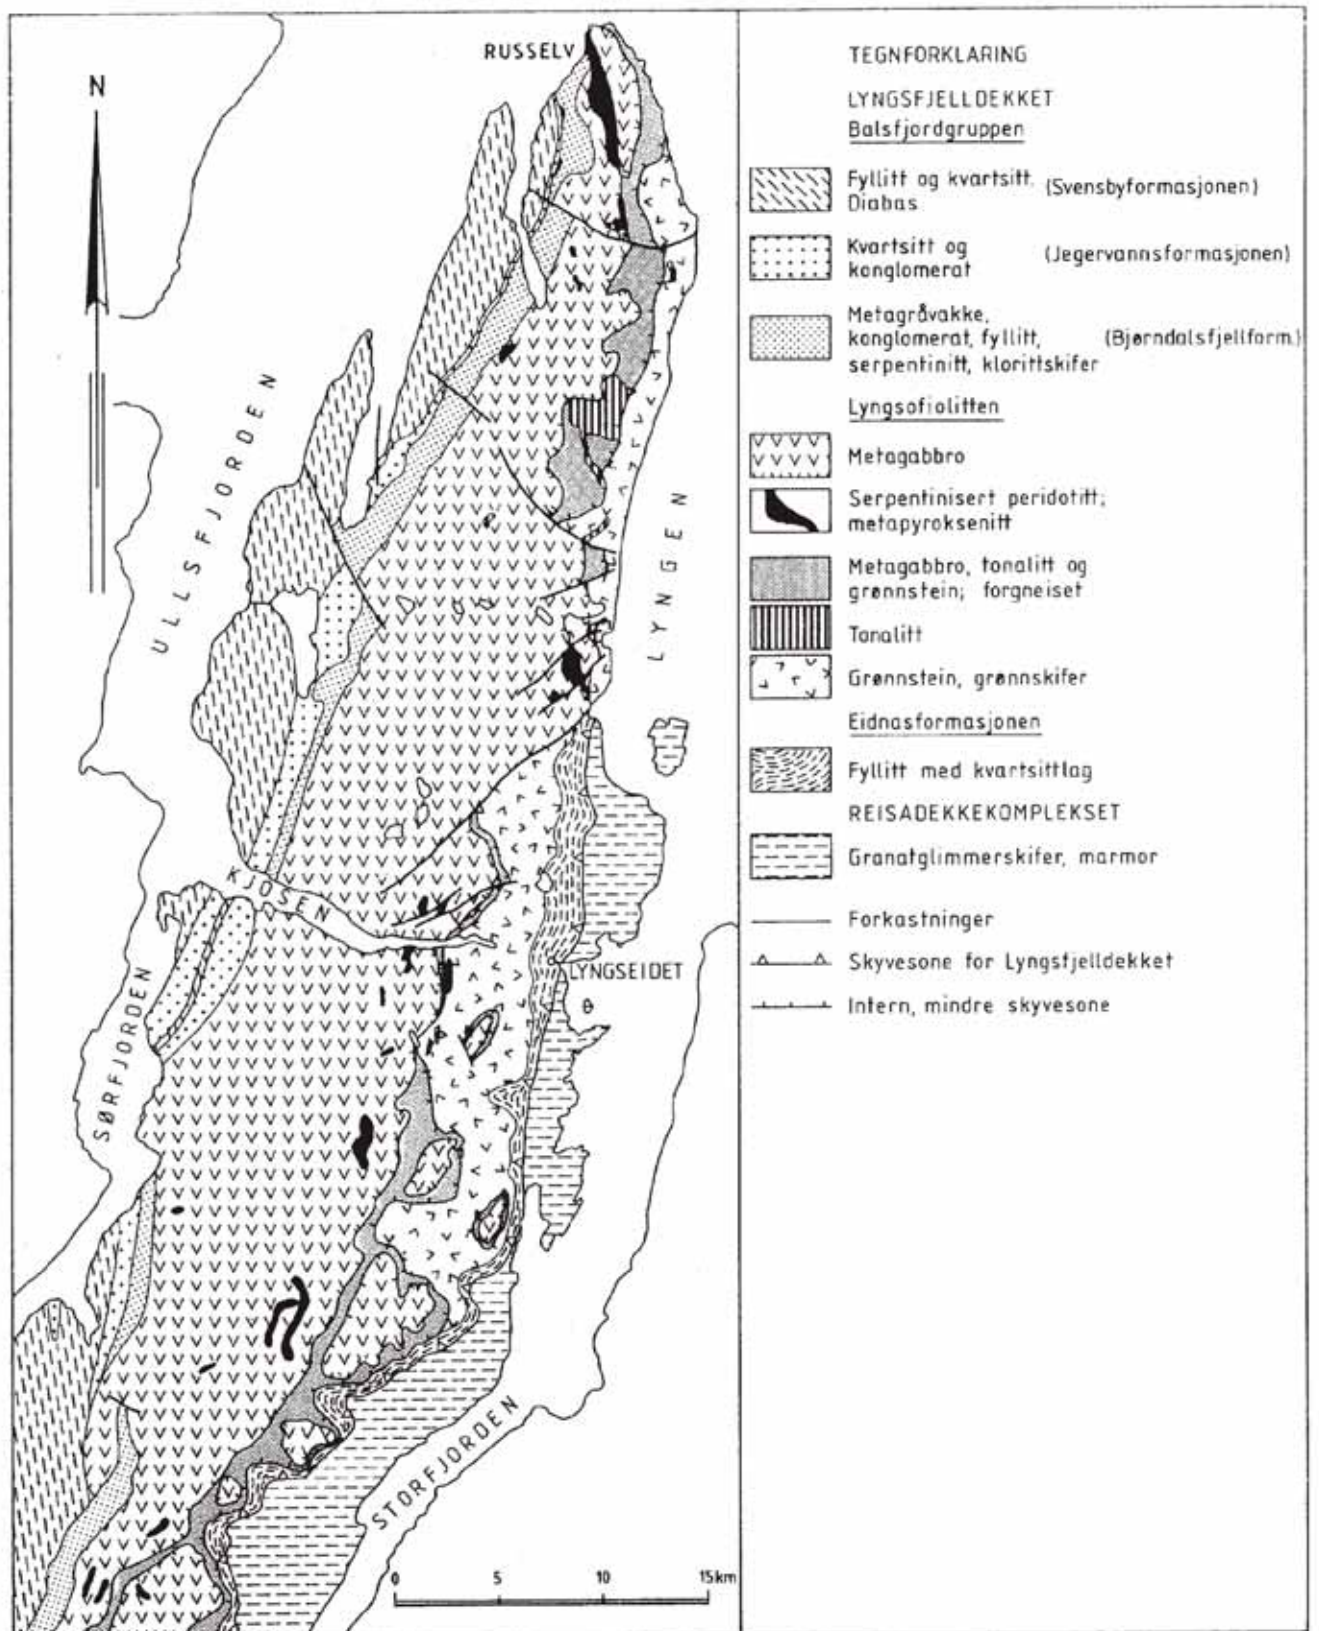 RUSSELV
N
ULLSFJORDEN
LYNGEN
KJOSEN
LYNGSEIDET
SØRFJORDEN
STORFJORDEN
0 5 10 15km
TEGNFORKLARING
LYNGSFJELLDEKKET
Balsfjordgruppen
Fyllitt og kvartsitt. (Svensbyformasjonen)
Diabas
Kvartsitt og (Jegervannsformasjonen)
konglomerat
Metagråvakke,
konglomerat, fyllitt, (Bjørndalsfjellform.)
serpentinitt, klorittskifer
Lyngsofiolitten
Metagabbro
Serpentinisert peridotitt;
metapyroksenitt
Metagabbro, tonalitt og
grønnstein; forgneiset
Tonalitt
Grønnstein, grønnskifer
Eidnasformasjonen
Fyllitt med kvartsittlag
REISADEKKEKOMPLEKSET
Granatglimmerskifer, marmor
Forkastninger
Skyvesone for Lyngsfjelldekket
Intern, mindre skyvesone